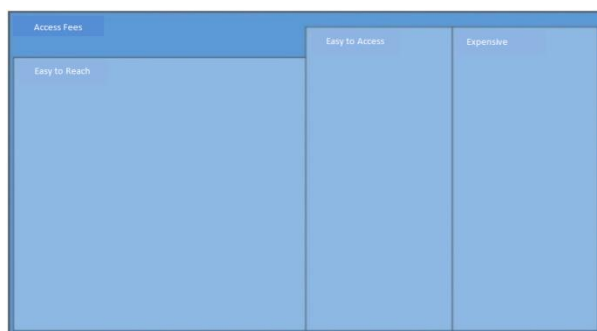 Access Fees
Easy to Access
Expensive
Easy to Reach